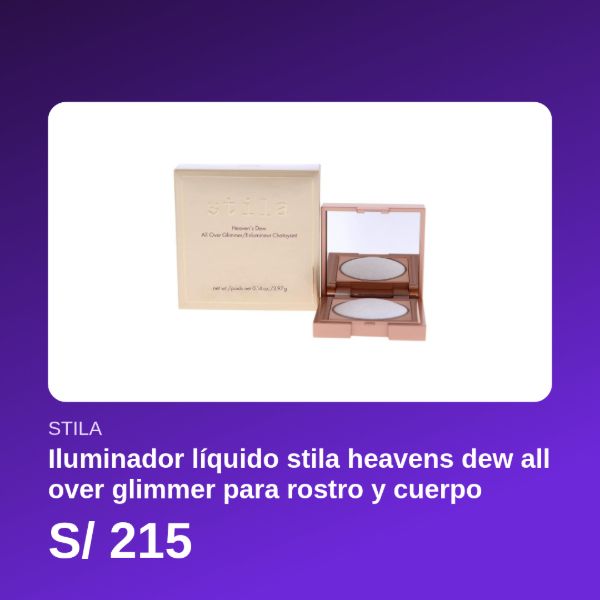 stila
Heaven's Dew
All Over Glimmer/Enlumineur Chatoyant
STILA
Iluminador líquido stila heavens dew all
over glimmer para rostro y cuerpo
S/ 215